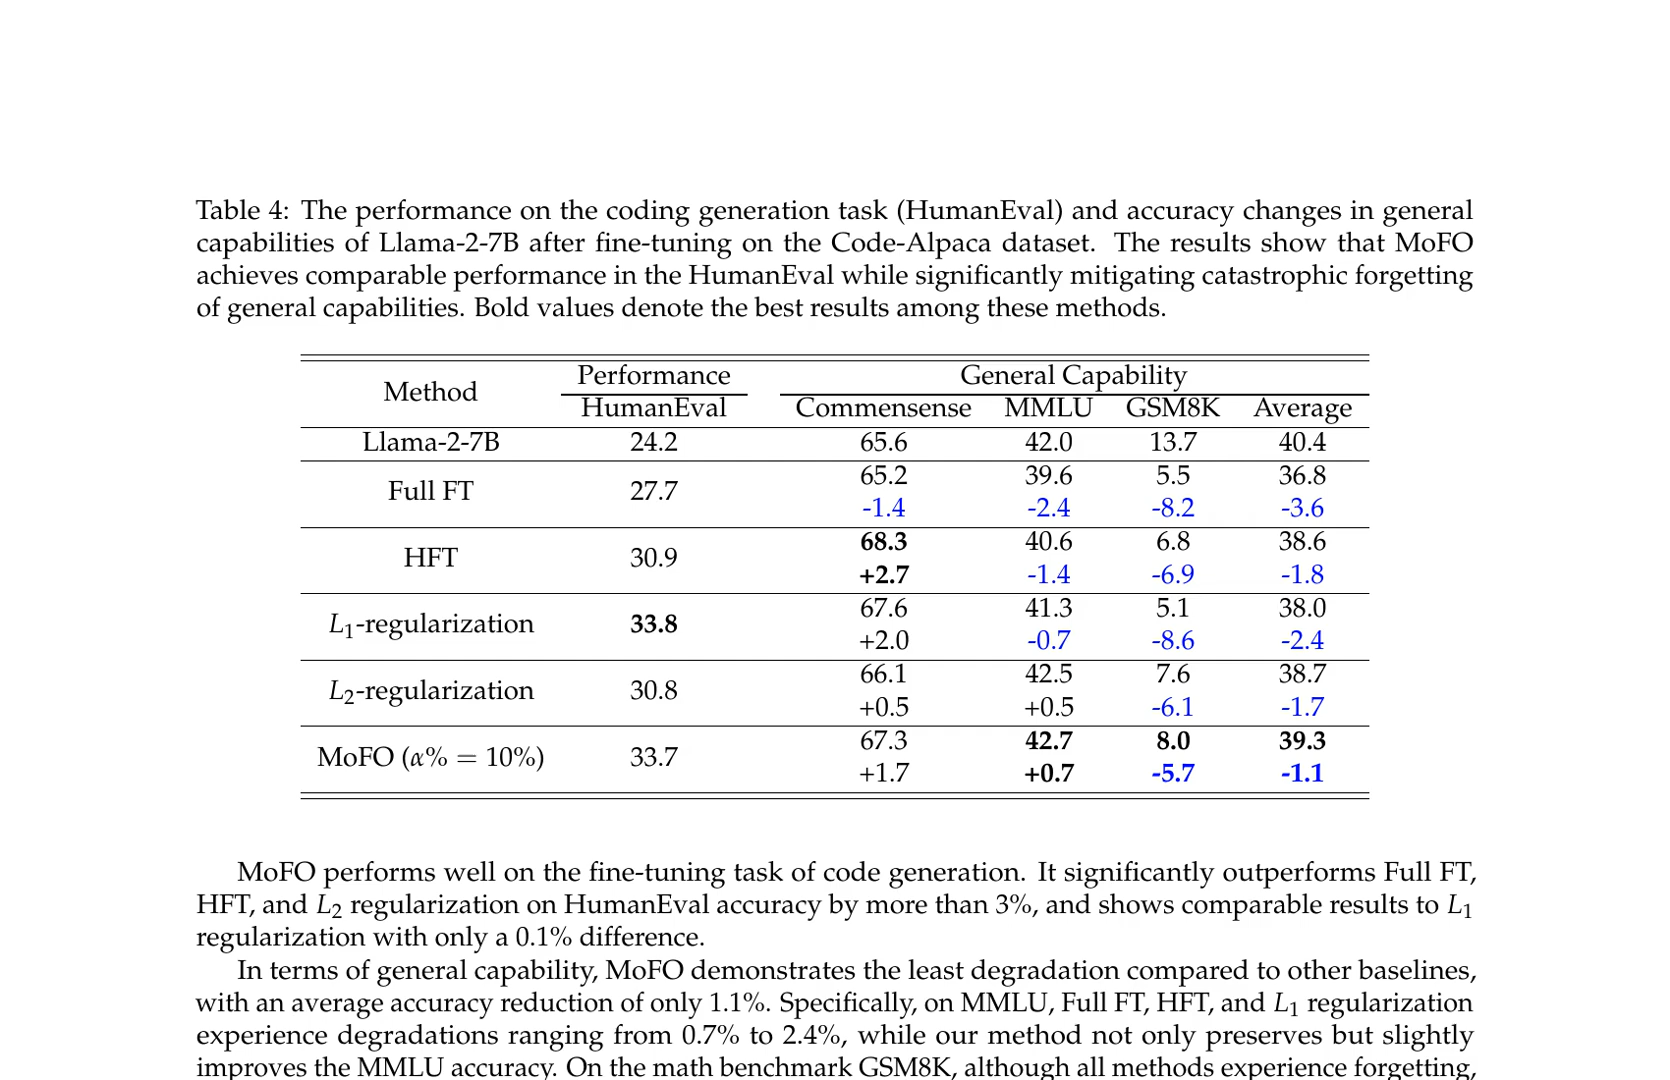 Table 4: The performance on the coding generation task (HumanEval) and accuracy changes in general
capabilities of Llama-2-7B after fine-tuning on the Code-Alpaca dataset. The results show that MoFO
achieves comparable performance in the HumanEval while significantly mitigating catastrophic forgetting
of general capabilities. Bold values denote the best results among these methods.
Method Performance General Capability
HumanEval Commensense MMLU GSM8K Average
Llama-2-7B 24.2 65.6 42.0 13.7 40.4
Full FT 27.7 65.2 39.6 5.5 36.8
-1.4 -2.4 -8.2 -3.6
HFT 30.9 68.3 40.6 6.8 38.6
+2.7 -1.4 -6.9 -1.8
L1-regularization 33.8 67.6 41.3 5.1 38.0
+2.0 -0.7 -8.6 -2.4
L2-regularization 30.8 66.1 42.5 7.6 38.7
+0.5 +0.5 -6.1 -1.7
MoFO (α% = 10%) 33.7 67.3 42.7 8.0 39.3
+1.7 +0.7 -5.7 -1.1
MoFO performs well on the fine-tuning task of code generation. It significantly outperforms Full FT,
HFT, and L2 regularization on HumanEval accuracy by more than 3%, and shows comparable results to L1
regularization with only a 0.1% difference.
In terms of general capability, MoFO demonstrates the least degradation compared to other baselines,
with an average accuracy reduction of only 1.1%. Specifically, on MMLU, Full FT, HFT, and L1 regularization
experience degradations ranging from 0.7% to 2.4%, while our method not only preserves but slightly
improves the MMLU accuracy. On the math benchmark GSM8K, although all methods experience forgetting,